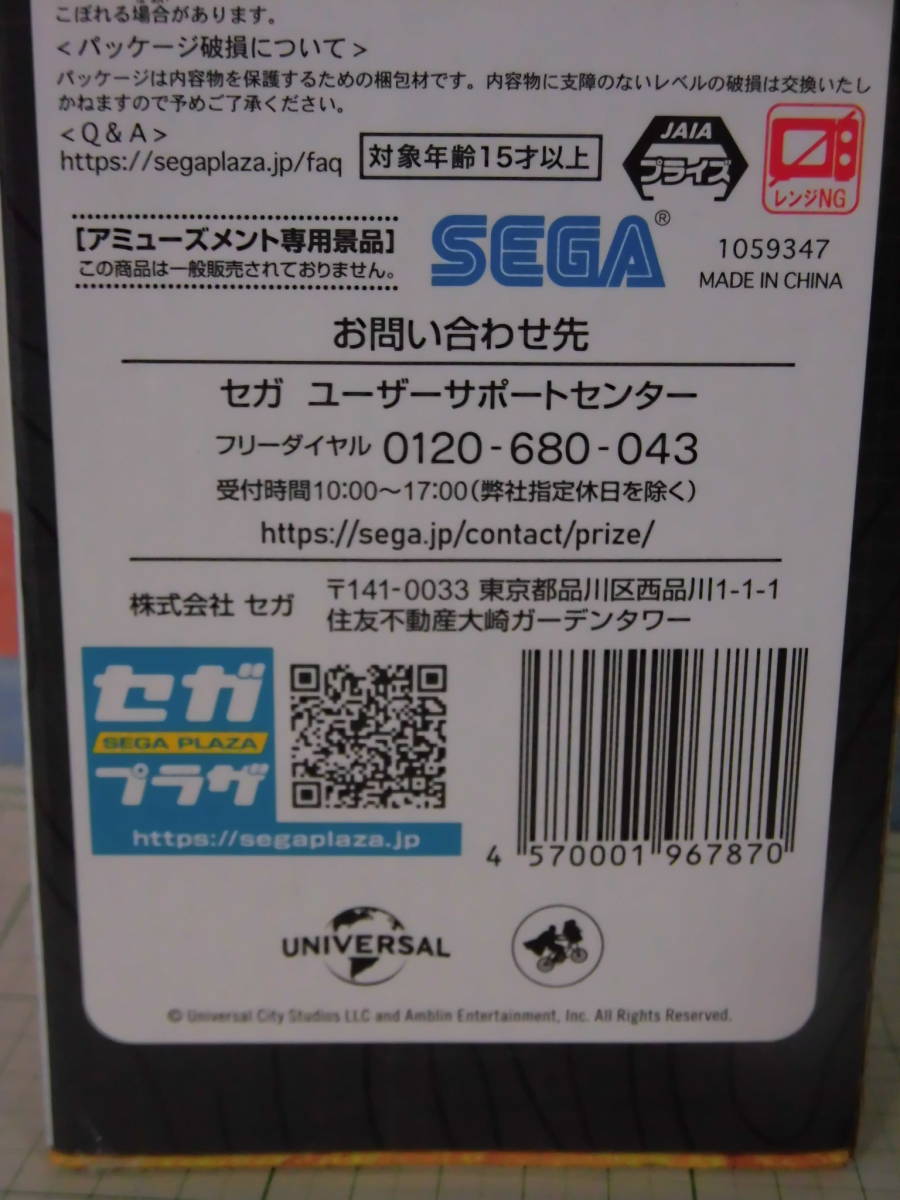 こぼれる場合があります。
<パッケージ破損について>
パッケージは内容物を保護するための梱包材です。内容物に支障のないレベルの破損は交換いたし
かねますので予めご了承ください。
<Q&A>
https://segaplaza.jp/faq
対象年齢15才以上
JAIA
プライズ
レンジNG
[アミューズメント専用景品]
この商品は一般販売されておりません。
SEGA®
1059347
MADE IN CHINA
お問い合わせ先
セガ ユーザーサポートセンター
フリーダイヤル 0120-680-043
受付時間10:00〜17:00(弊社指定休日を除く)
https://sega.jp/contact/prize/
株式会社 セガ
〒141-0033 東京都品川区西品川1-1-1
住友不動産大崎ガーデンタワー
セガ
SEGA PLAZA
プラザ
https://segaplaza.jp
4 570001 967870
UNIVERSAL
© Universal City Studios LLC and Amblin Entertainment, Inc. All Rights Reserved.